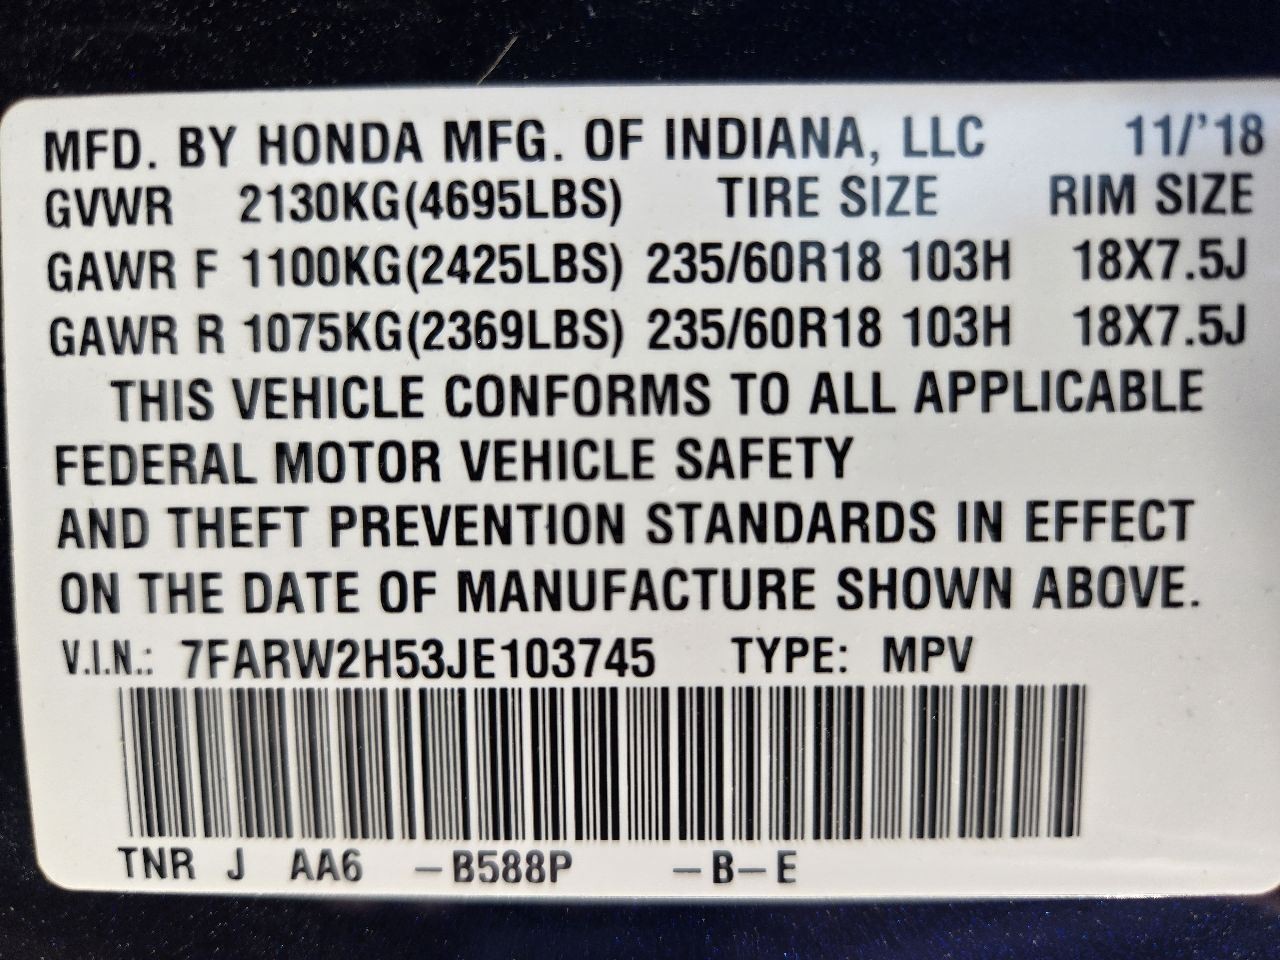 MFD. BY HONDA MFG. OF INDIANA, LLC 11/'18
GVWR 2130KG(4695LBS) TIRE SIZE RIM SIZE
GAWR F 1100KG(2425LBS) 235/60R18 103H 18X7.5J
GAWR R 1075KG(2369LBS) 235/60R18 103H 18X7.5J
THIS VEHICLE CONFORMS TO ALL APPLICABLE
FEDERAL MOTOR VEHICLE SAFETY
AND THEFT PREVENTION STANDARDS IN EFFECT
ON THE DATE OF MANUFACTURE SHOWN ABOVE.
V.I.N.: 7FARW2H53JE103745 TYPE: MPV
TNR J AA6 -B588P -B-E